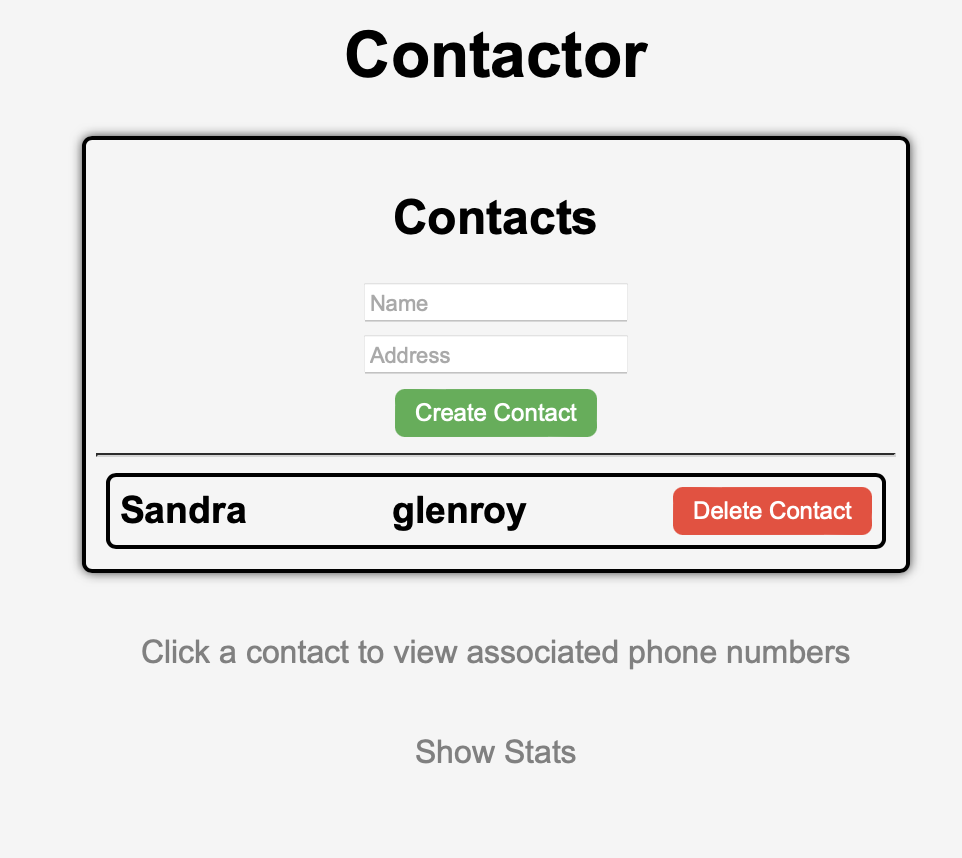 Contactor
Contacts
Name
Address
Create Contact
Sandra glenroy Delete Contact
Click a contact to view associated phone numbers
Show Stats